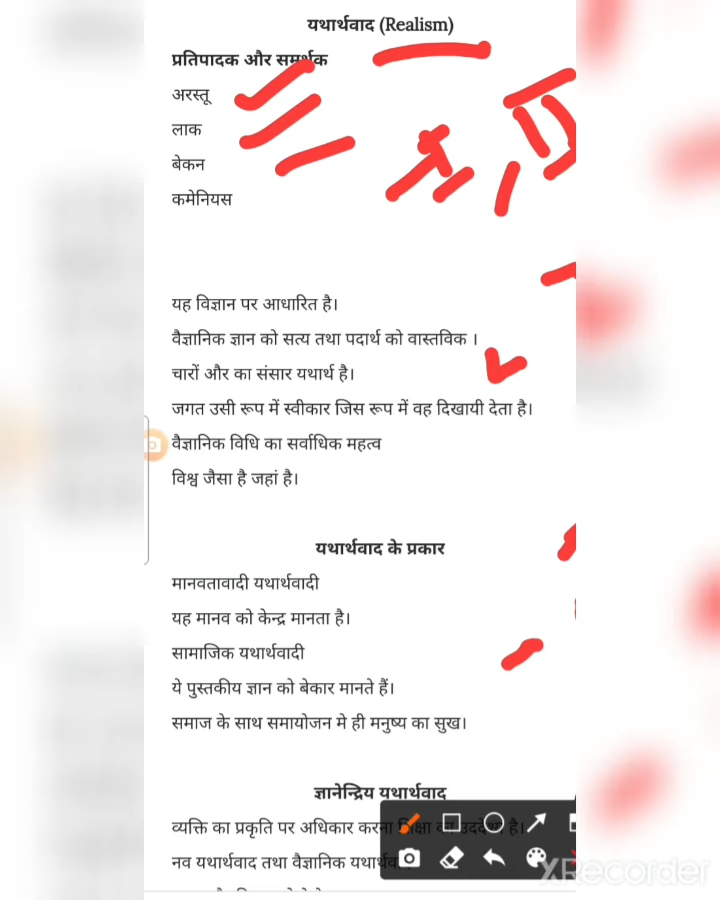 यथार्थवाद (Realism)
प्रतिपादक और समर्थक
अरस्तू
लाक
बेकन
कमेनियस
यह विज्ञान पर आधारित है।
वैज्ञानिक ज्ञान को सत्य तथा पदार्थ को वास्तविक ।
चारों और का संसार यथार्थ है।
जगत उसी रूप में स्वीकार जिस रूप में वह दिखायी देता है।
वैज्ञानिक विधि का सर्वाधिक महत्व
विश्व जैसा है जहां है।
यथार्थवाद के प्रकार
मानवतावादी यथार्थवादी
यह मानव को केन्द्र मानता है।
सामाजिक यथार्थवादी
ये पुस्तकीय ज्ञान को बेकार मानते हैं।
समाज के साथ समायोजन मे ही मनुष्य का सुख।
ज्ञानेन्द्रिय यथार्थवाद
व्यक्ति का प्रकृति पर अधिकार करना शिक्षा का है।
नव यथार्थवाद तथा वैज्ञानिक
XRecorder